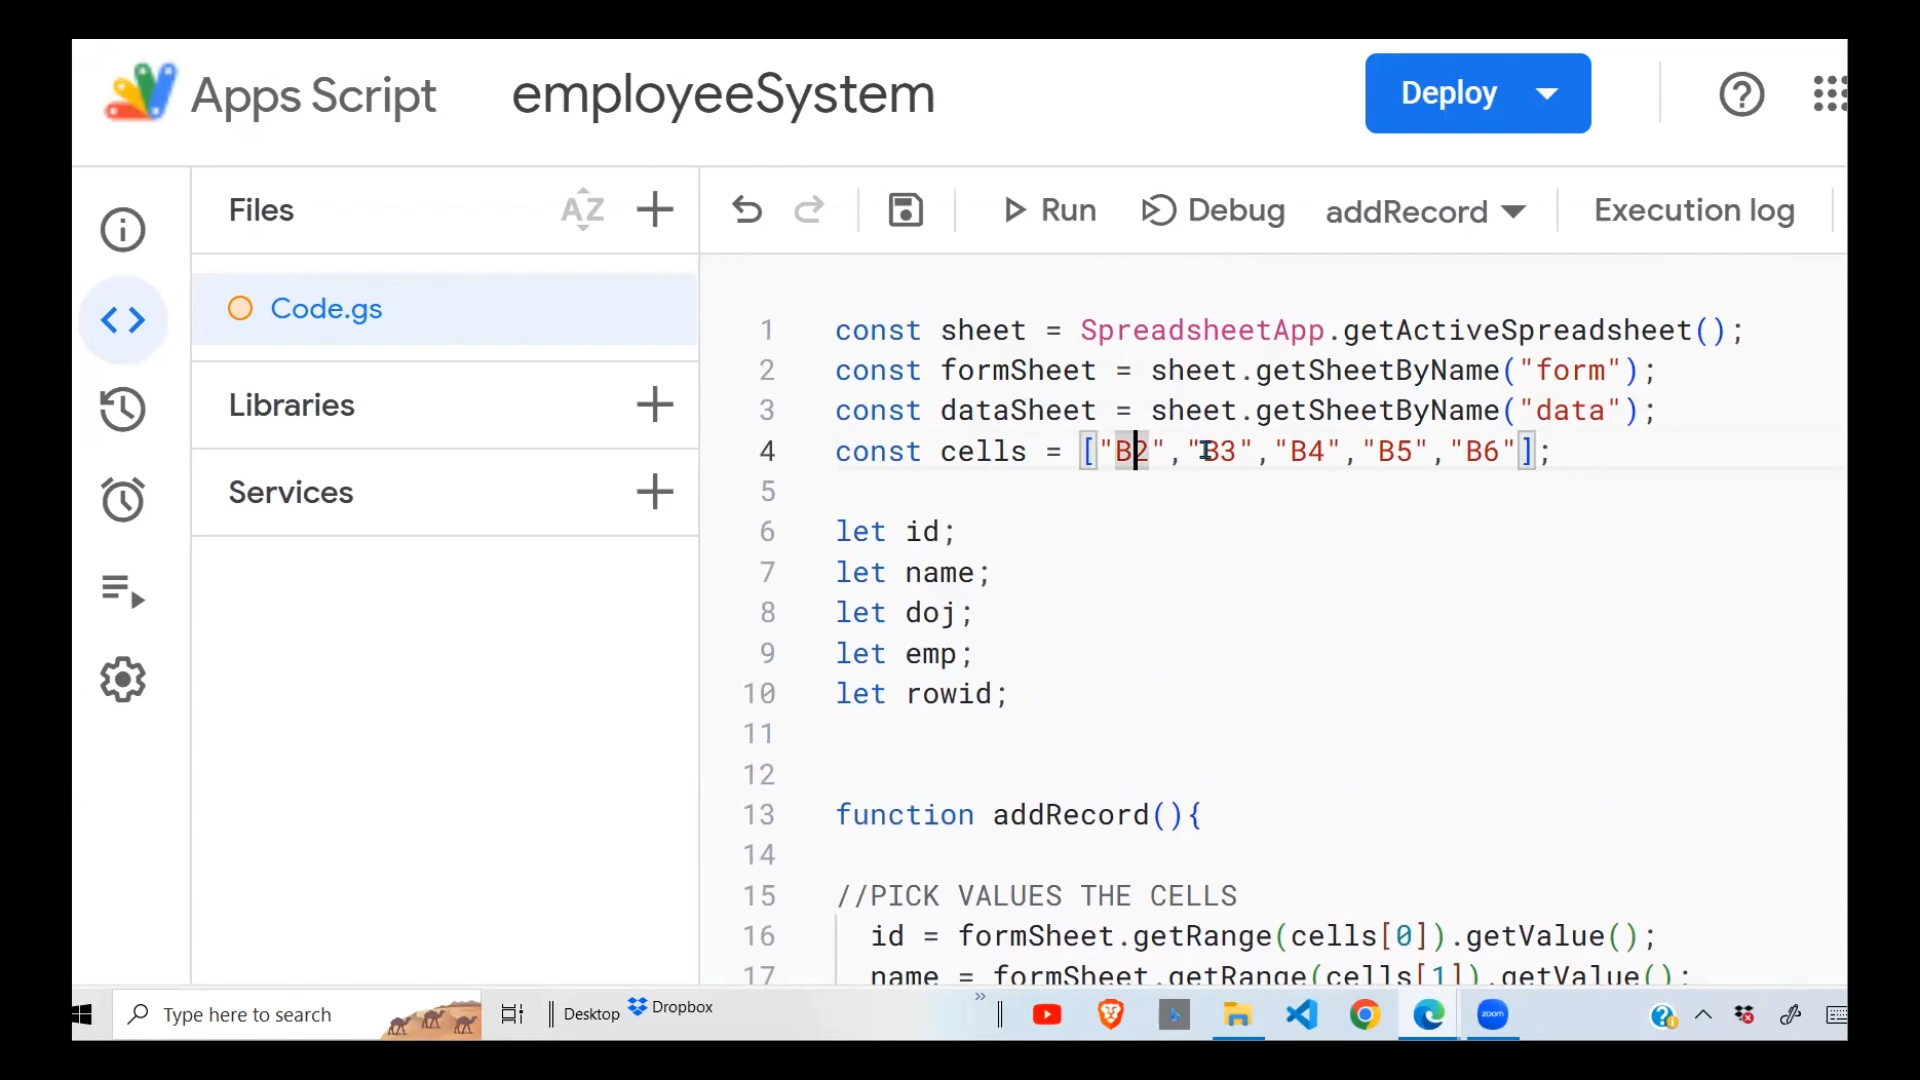 Apps Script employeeSystem Deploy
Files AZ Run Debug addRecord Execution log
Code.gs
Libraries
Services
1 const sheet = SpreadsheetApp.getActiveSpreadsheet();
2 const formSheet = sheet.getSheetByName("form");
3 const dataSheet = sheet.getSheetByName("data");
4 const cells = ["B2","B3","B4","B5","B6"];
5
6 let id;
7 let name;
8 let doj;
9 let emp;
10 let rowid;
11
12
13 function addRecord(){
14
15 //PICK VALUES THE CELLS
16 id = formSheet.getRange(cells[0]).getValue();
17 name = formSheet.getRange(cells[1]).getValue();
Type here to search Desktop Dropbox » zoom